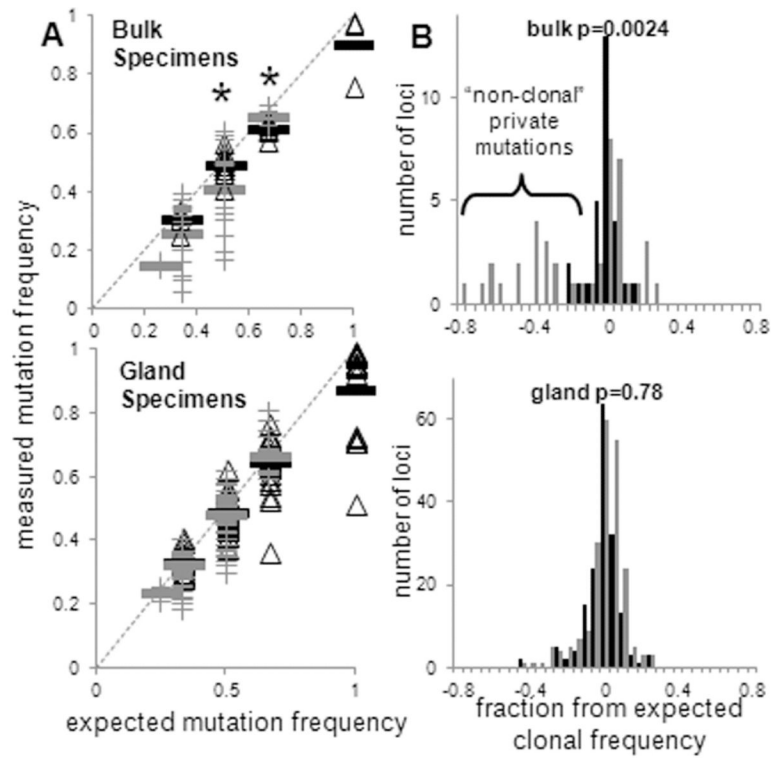 A
Bulk
Specimens
*
*
1
0.8
0.6
0.4
0.2
0
0
0.2
0.4
0.6
0.8
1
B
bulk p=0.0024
"non-clonal"
private
mutations
number of loci
10
5
0
-0.8
-0.4
0
0.4
0.8
measured mutation frequency
Gland
Specimens
1
0.8
0.6
0.4
0.2
0
0
0.5
1
expected mutation frequency
gland p=0.78
number of loci
60
40
20
0
-0.8
-0.4
0
0.4
0.8
fraction from expected
clonal frequency